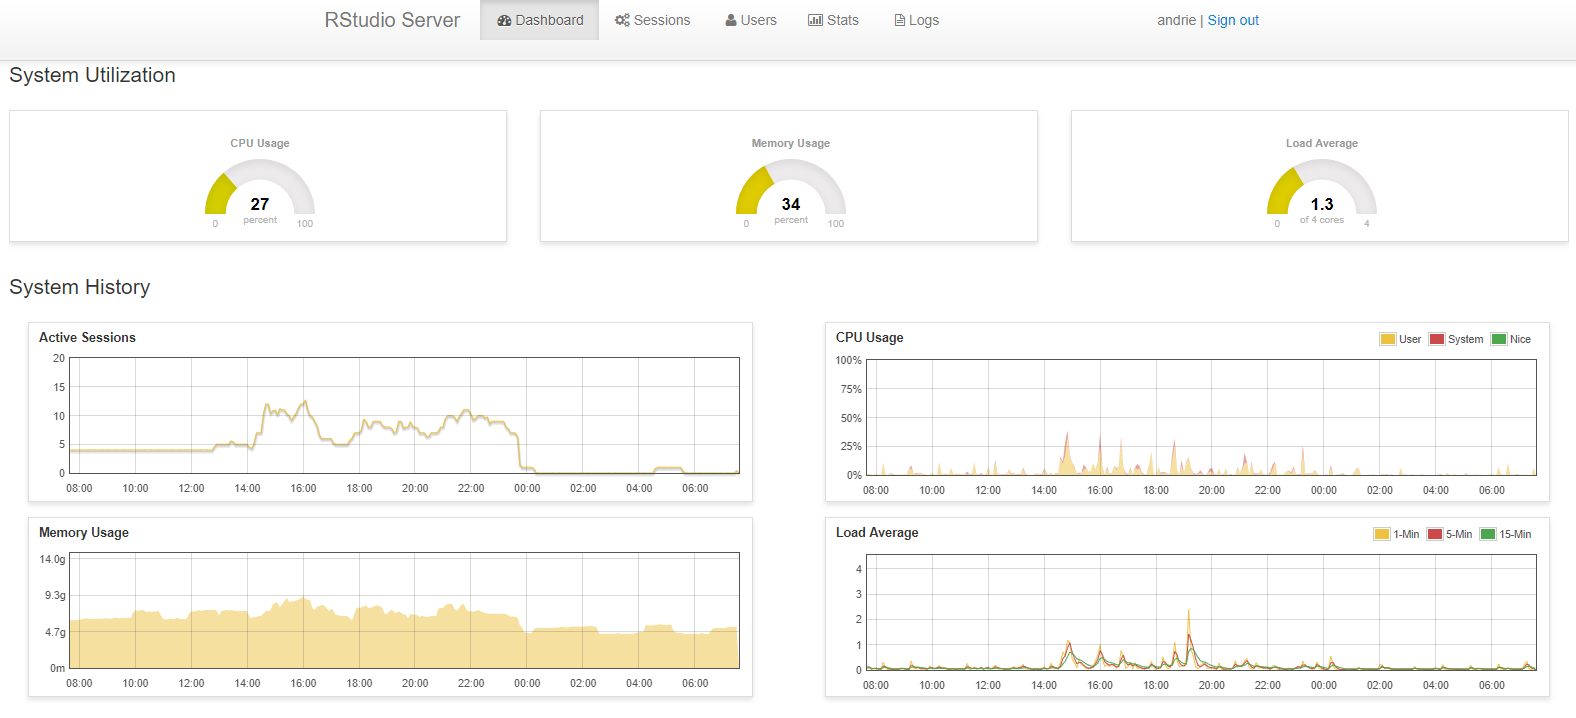 RStudio Server Dashboard Sessions Users Stats Logs andrie | Sign out
System Utilization
CPU Usage
27
percent
0 100
Memory Usage
34
percent
0 100
Load Average
1.3
of 4 cores
0 4
System History
Active Sessions
20
15
10
5
0
08:00 10:00 12:00 14:00 16:00 18:00 20:00 22:00 00:00 02:00 04:00 06:00
CPU Usage User System Nice
100%
75%
50%
25%
0%
08:00 10:00 12:00 14:00 16:00 18:00 20:00 22:00 00:00 02:00 04:00 06:00
Memory Usage
14.0g
9.3g
4.7g
0m
08:00 10:00 12:00 14:00 16:00 18:00 20:00 22:00 00:00 02:00 04:00 06:00
Load Average 1-Min 5-Min 15-Min
4
3
2
1
0
08:00 10:00 12:00 14:00 16:00 18:00 20:00 22:00 00:00 02:00 04:00 06:00